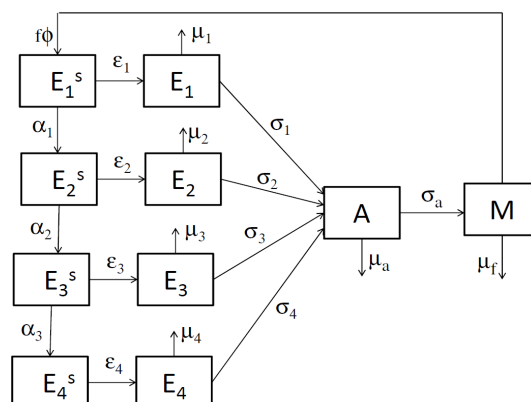 fϕ
μ₁
E₁ˢ
ε₁
E₁
α₁
σ₁
μ₂
E₂ˢ
ε₂
E₂
σ₂
A
σₐ
M
α₂
μ₃
σ₃
μₐ
μ_f
E₃ˢ
ε₃
E₃
α₃
μ₄
σ₄
E₄ˢ
ε₄
E₄